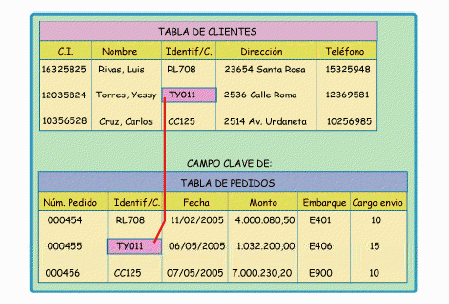 TABLA DE CLIENTES
C.I. Nombre Identif/C. Dirección Teléfono
16325825 Rivas, Luis RL708 23654 Santa Rosa 15325948
12035824 Torres, Yessy TY011 2536 Calle Roma 12369581
10356528 Cruz, Carlos CC125 2514 Av. Urdaneta 10256985
CAMPO CLAVE DE:
TABLA DE PEDIDOS
Núm. Pedido Identif/C. Fecha Monto Embarque Cargo envio
000454 RL708 11/02/2005 4.000.080,50 E401 10
000455 TY011 06/05/2005 1.032.200,00 E406 15
000456 CC125 07/05/2005 7.000.230,20 E900 10